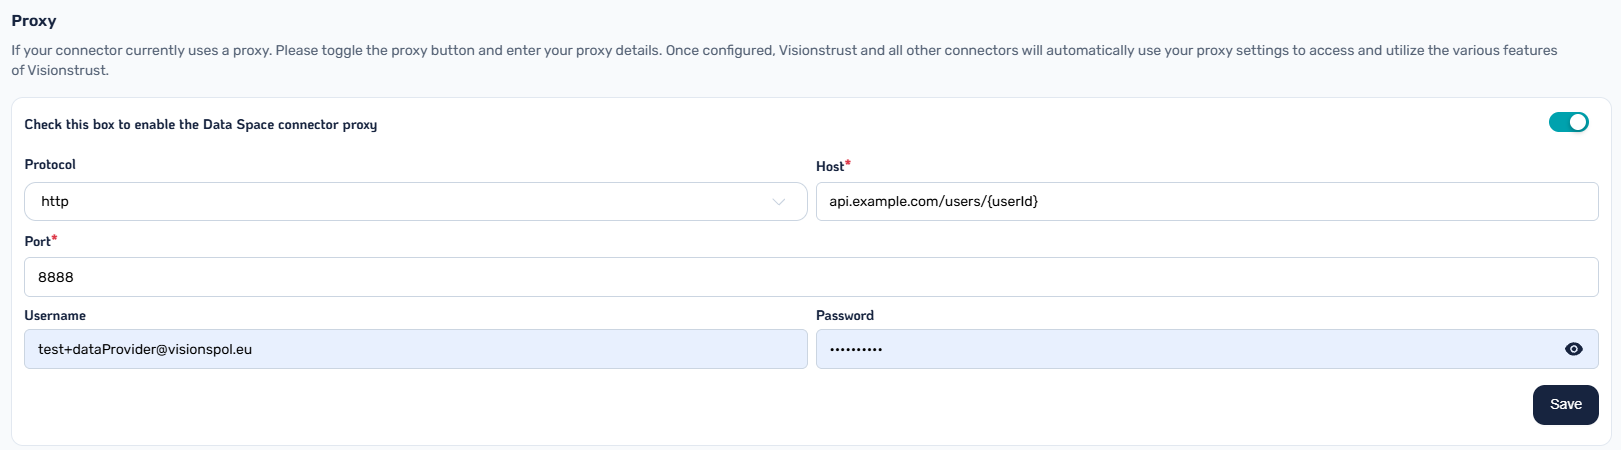 Proxy
If your connector currently uses a proxy. Please toggle the proxy button and enter your proxy details. Once configured, Visionstrust and all other connectors will automatically use your proxy settings to access and utilize the various features
of Visionstrust.
Check this box to enable the Data Space connector proxy
Protocol
Host*
http
api.example.com/users/{userId}
Port*
8888
Username
Password
test+dataProvider@visionspol.eu
••••••••••
Save